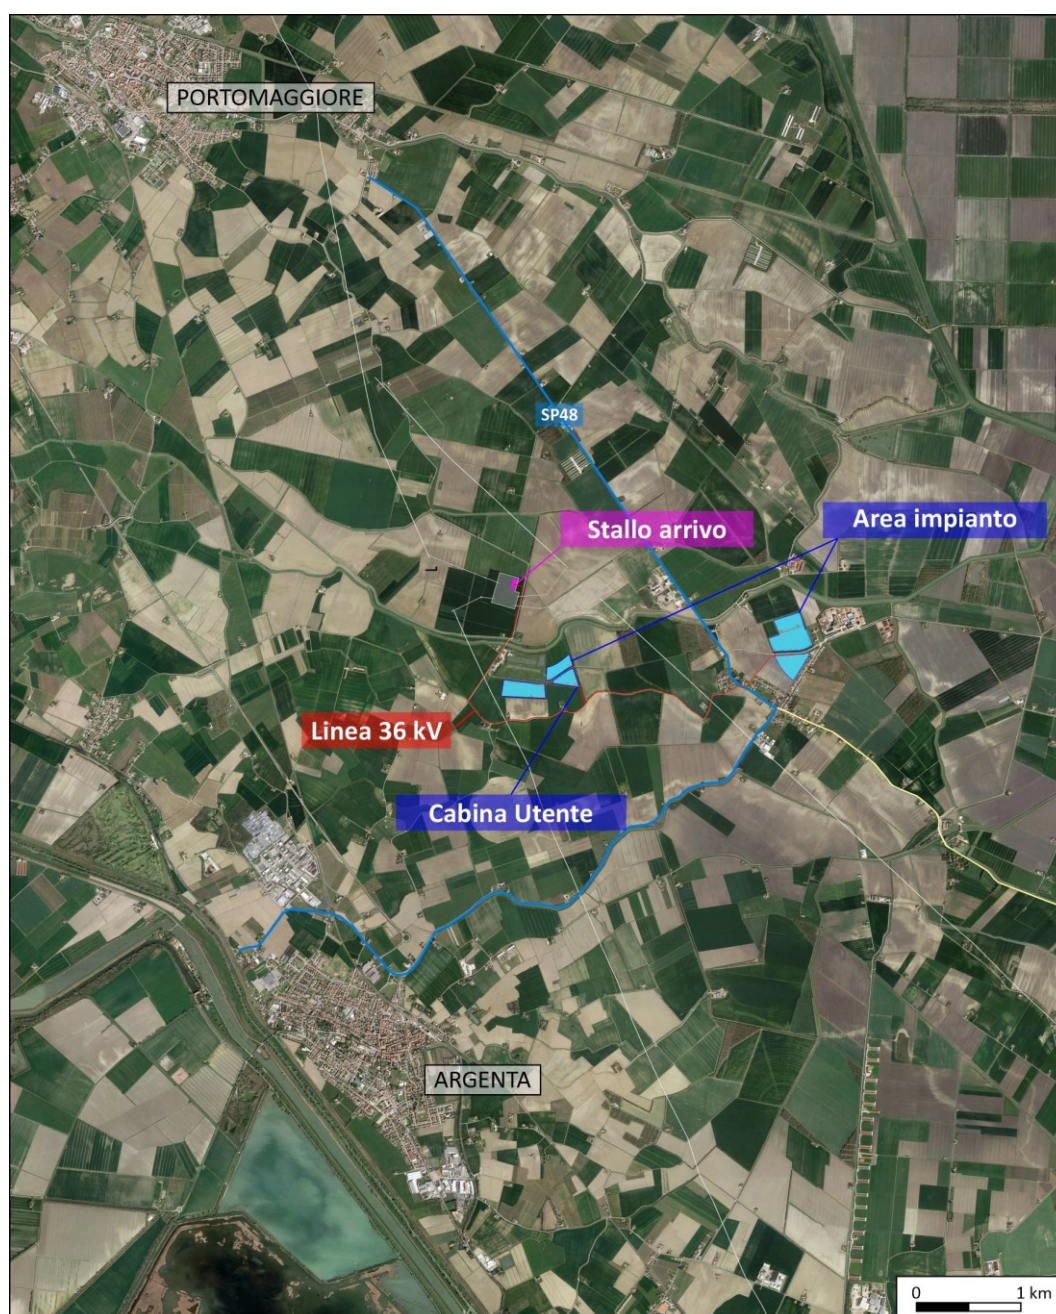 PORTOMAGGIORE
SP48
Area impianto
Stallo arrivo
Linea 36 kV
Cabina Utente
ARGENTA
0 1 km